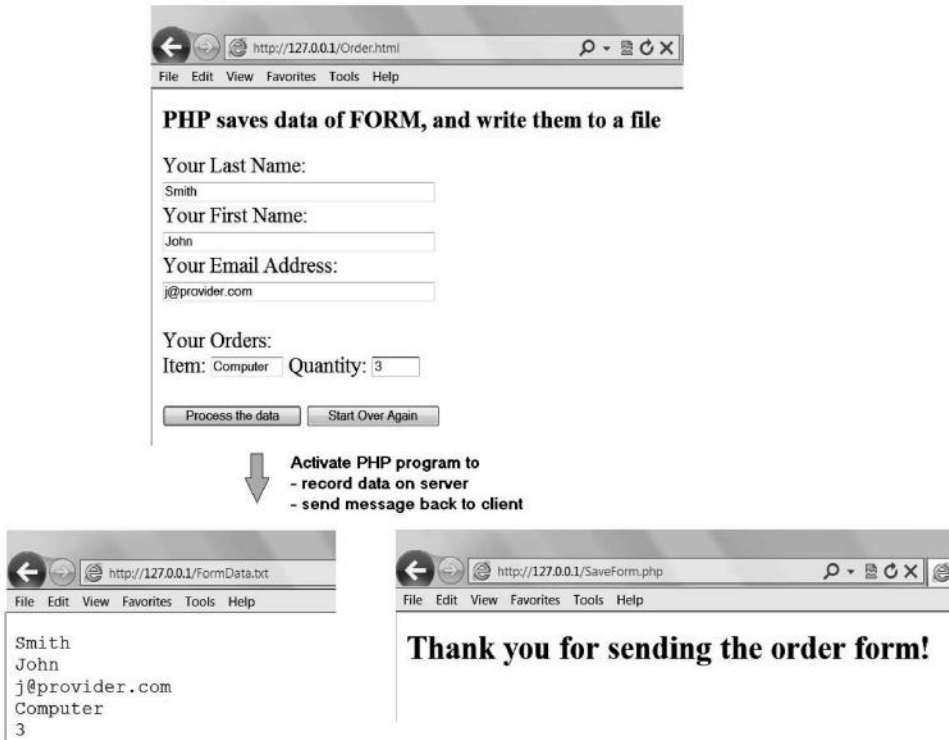 http://127.0.0.1/Order.html
File Edit View Favorites Tools Help
PHP saves data of FORM, and write them to a file
Your Last Name:
Smith
Your First Name:
John
Your Email Address:
j@provider.com
Your Orders:
Item: Computer Quantity: 3
Process the data Start Over Again
Activate PHP program to
- record data on server
- send message back to client
http://127.0.0.1/FormData.txt
File Edit View Favorites Tools Help
Smith
John
j@provider.com
Computer
3
http://127.0.0.1/SaveForm.php
File Edit View Favorites Tools Help
Thank you for sending the order form!